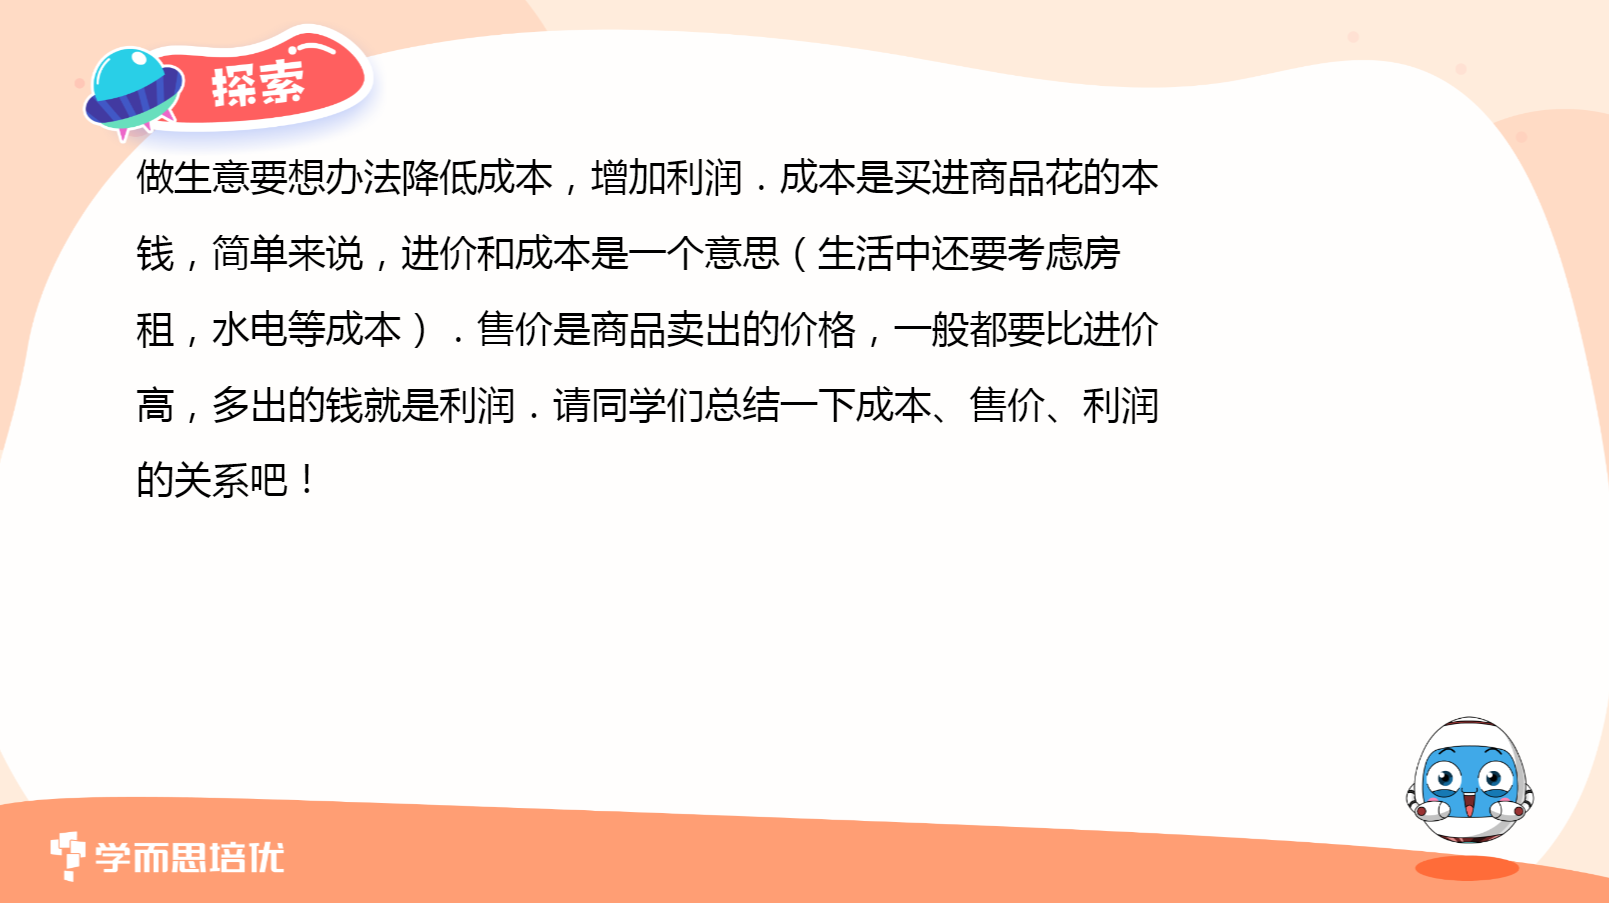 探索
做生意要想办法降低成本，增加利润．成本是买进商品花的本
钱，简单来说，进价和成本是一个意思（生活中还要考虑房
租，水电等成本）．售价是商品卖出的价格，一般都要比进价
高，多出的钱就是利润．请同学们总结一下成本、售价、利润
的关系吧！
学而思培优